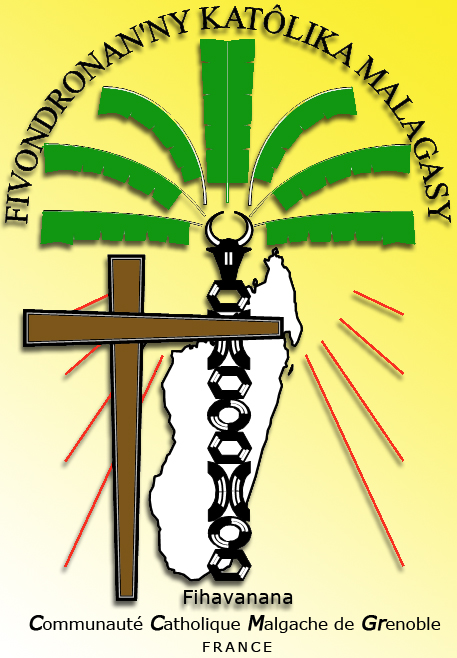 FIVONDRONAN'NY KATÔLIKA MALAGASY
Fihavanana
Communauté Catholique Malgache de Grenoble
FRANCE